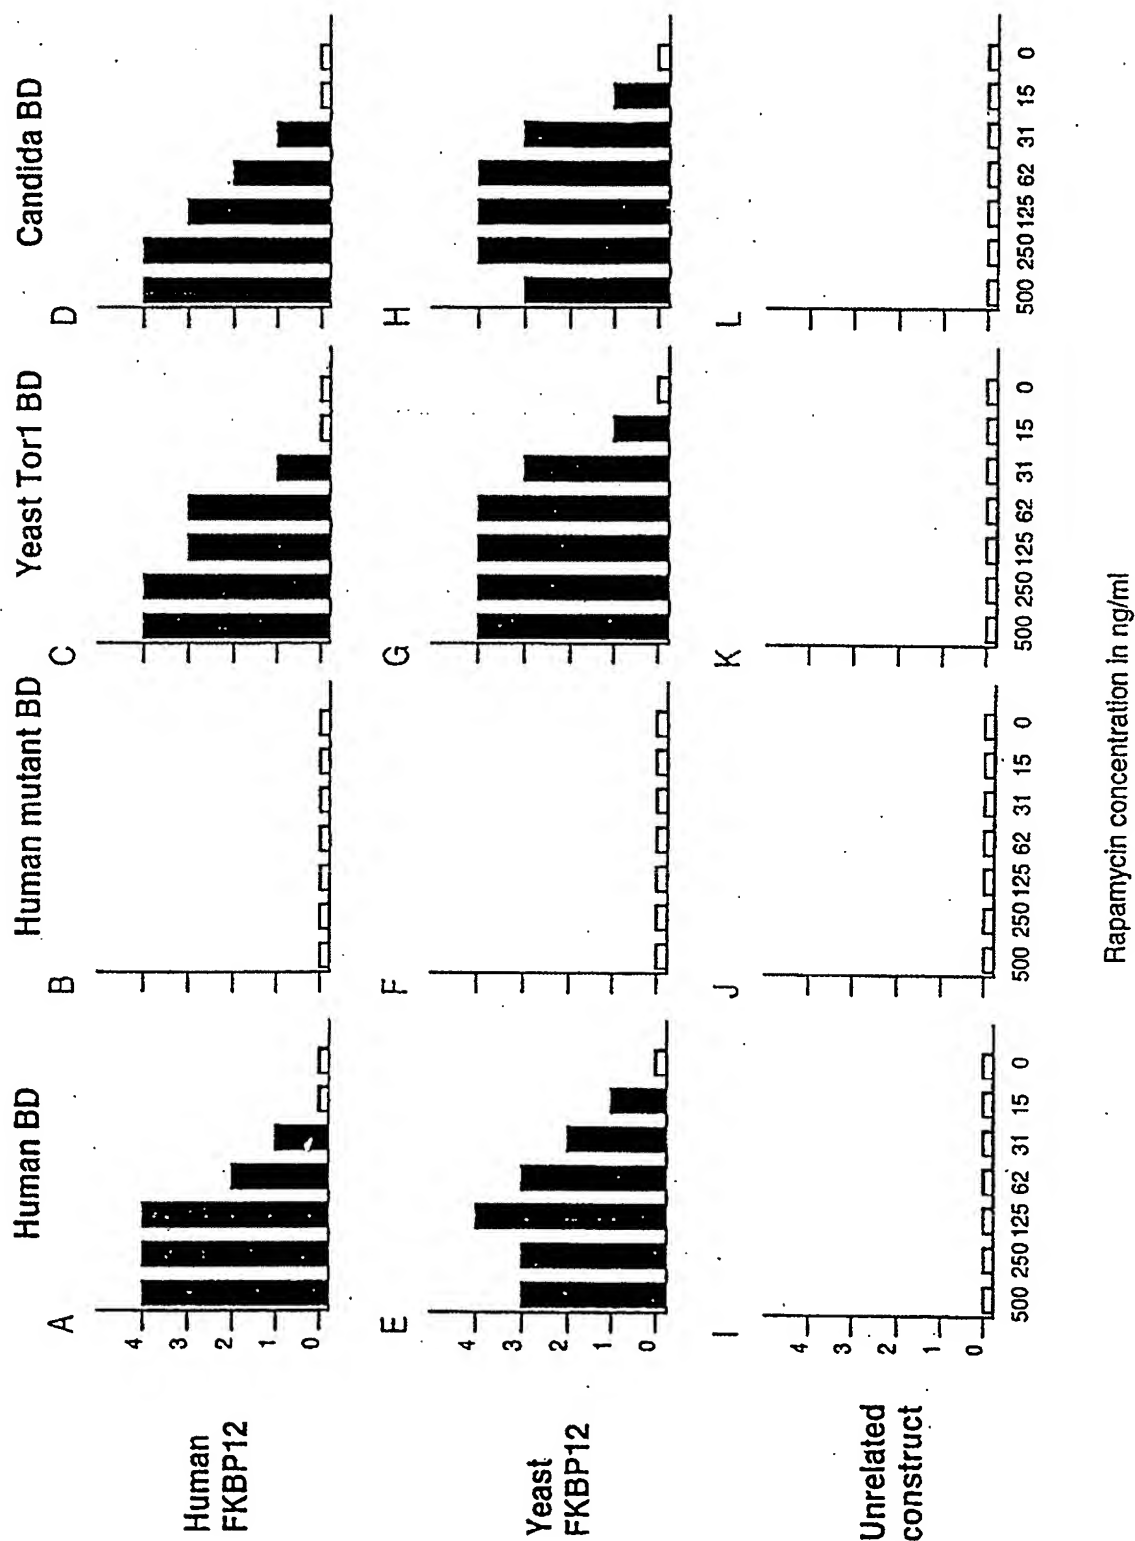 Human BD
Human mutant BD
Yeast Tor1 BD
Candida BD
A
B
C
D
Human
FKBP12
4
3
2
1
0
E
F
G
H
Yeast
FKBP12
4
3
2
1
0
I
J
K
L
Unrelated
construct
4
3
2
1
0
500 250 125 62 31 15 0
500 250 125 62 31 15 0
500 250 125 62 31 15 0
500 250 125 62 31 15 0
Rapamycin concentration in ng/ml